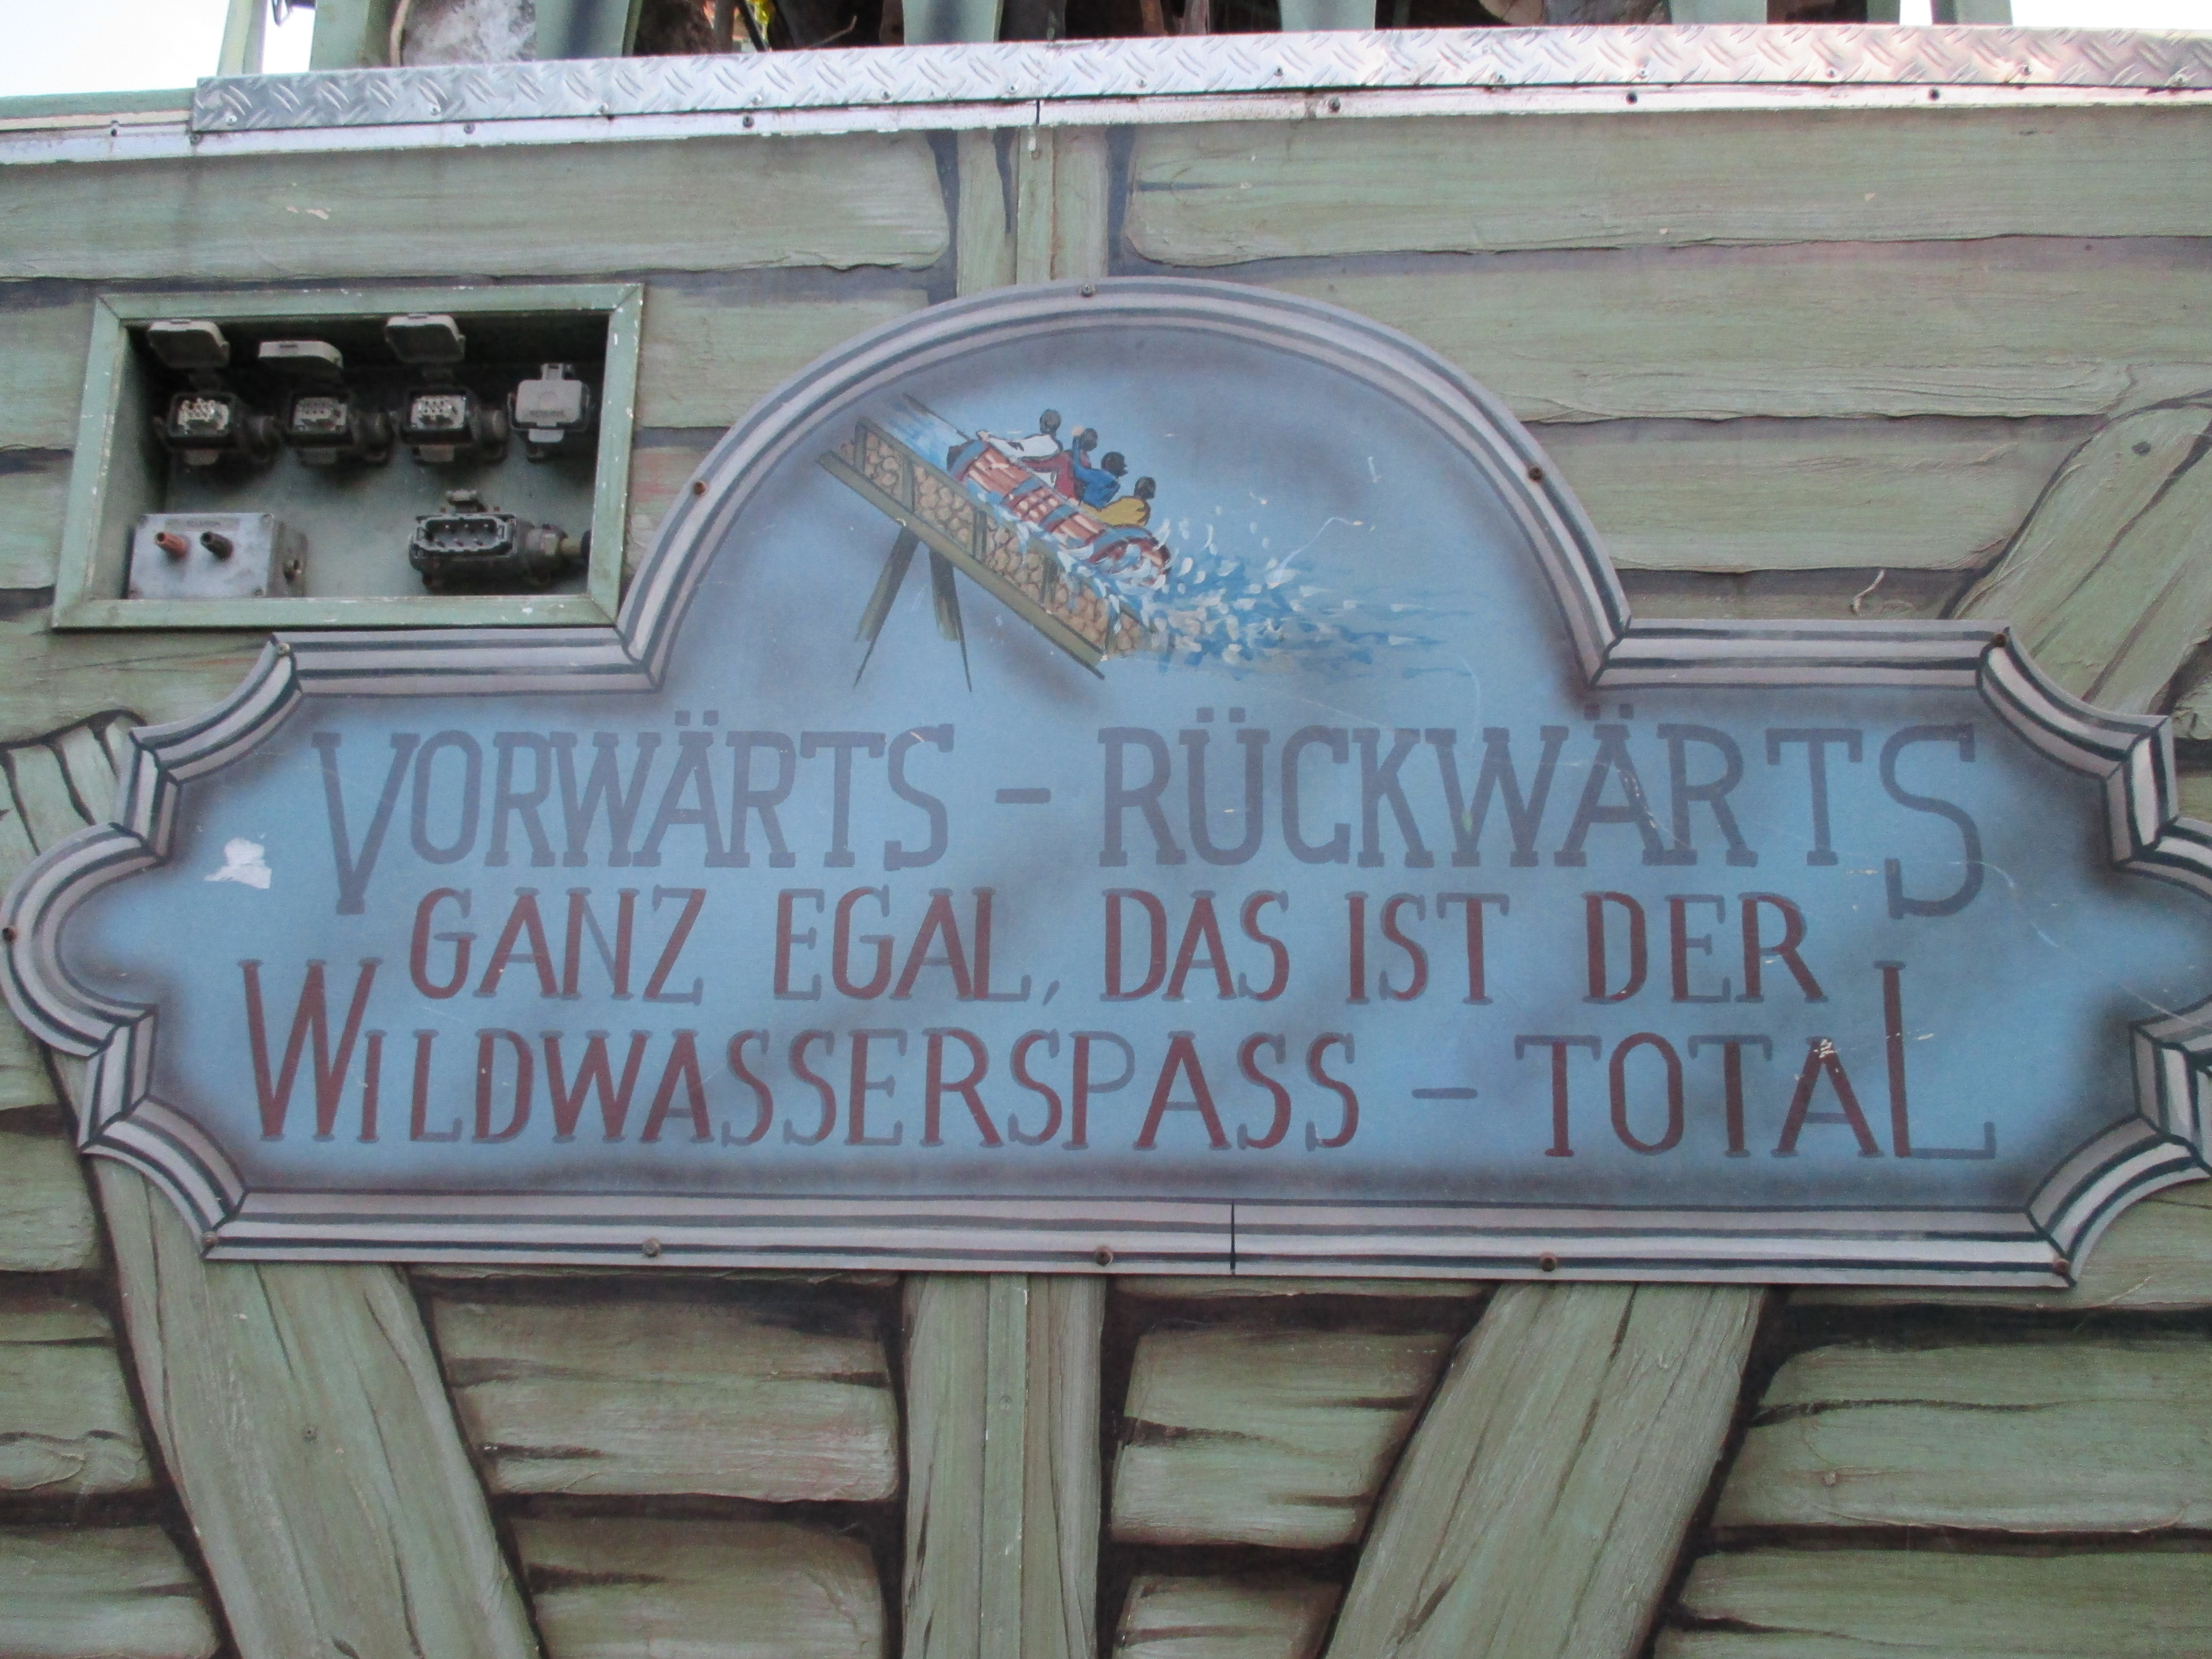 VORWÄRTS – RÜCKWÄRTS
GANZ EGAL, DAS IST DER
WILDWASSERSPASS – TOTAL